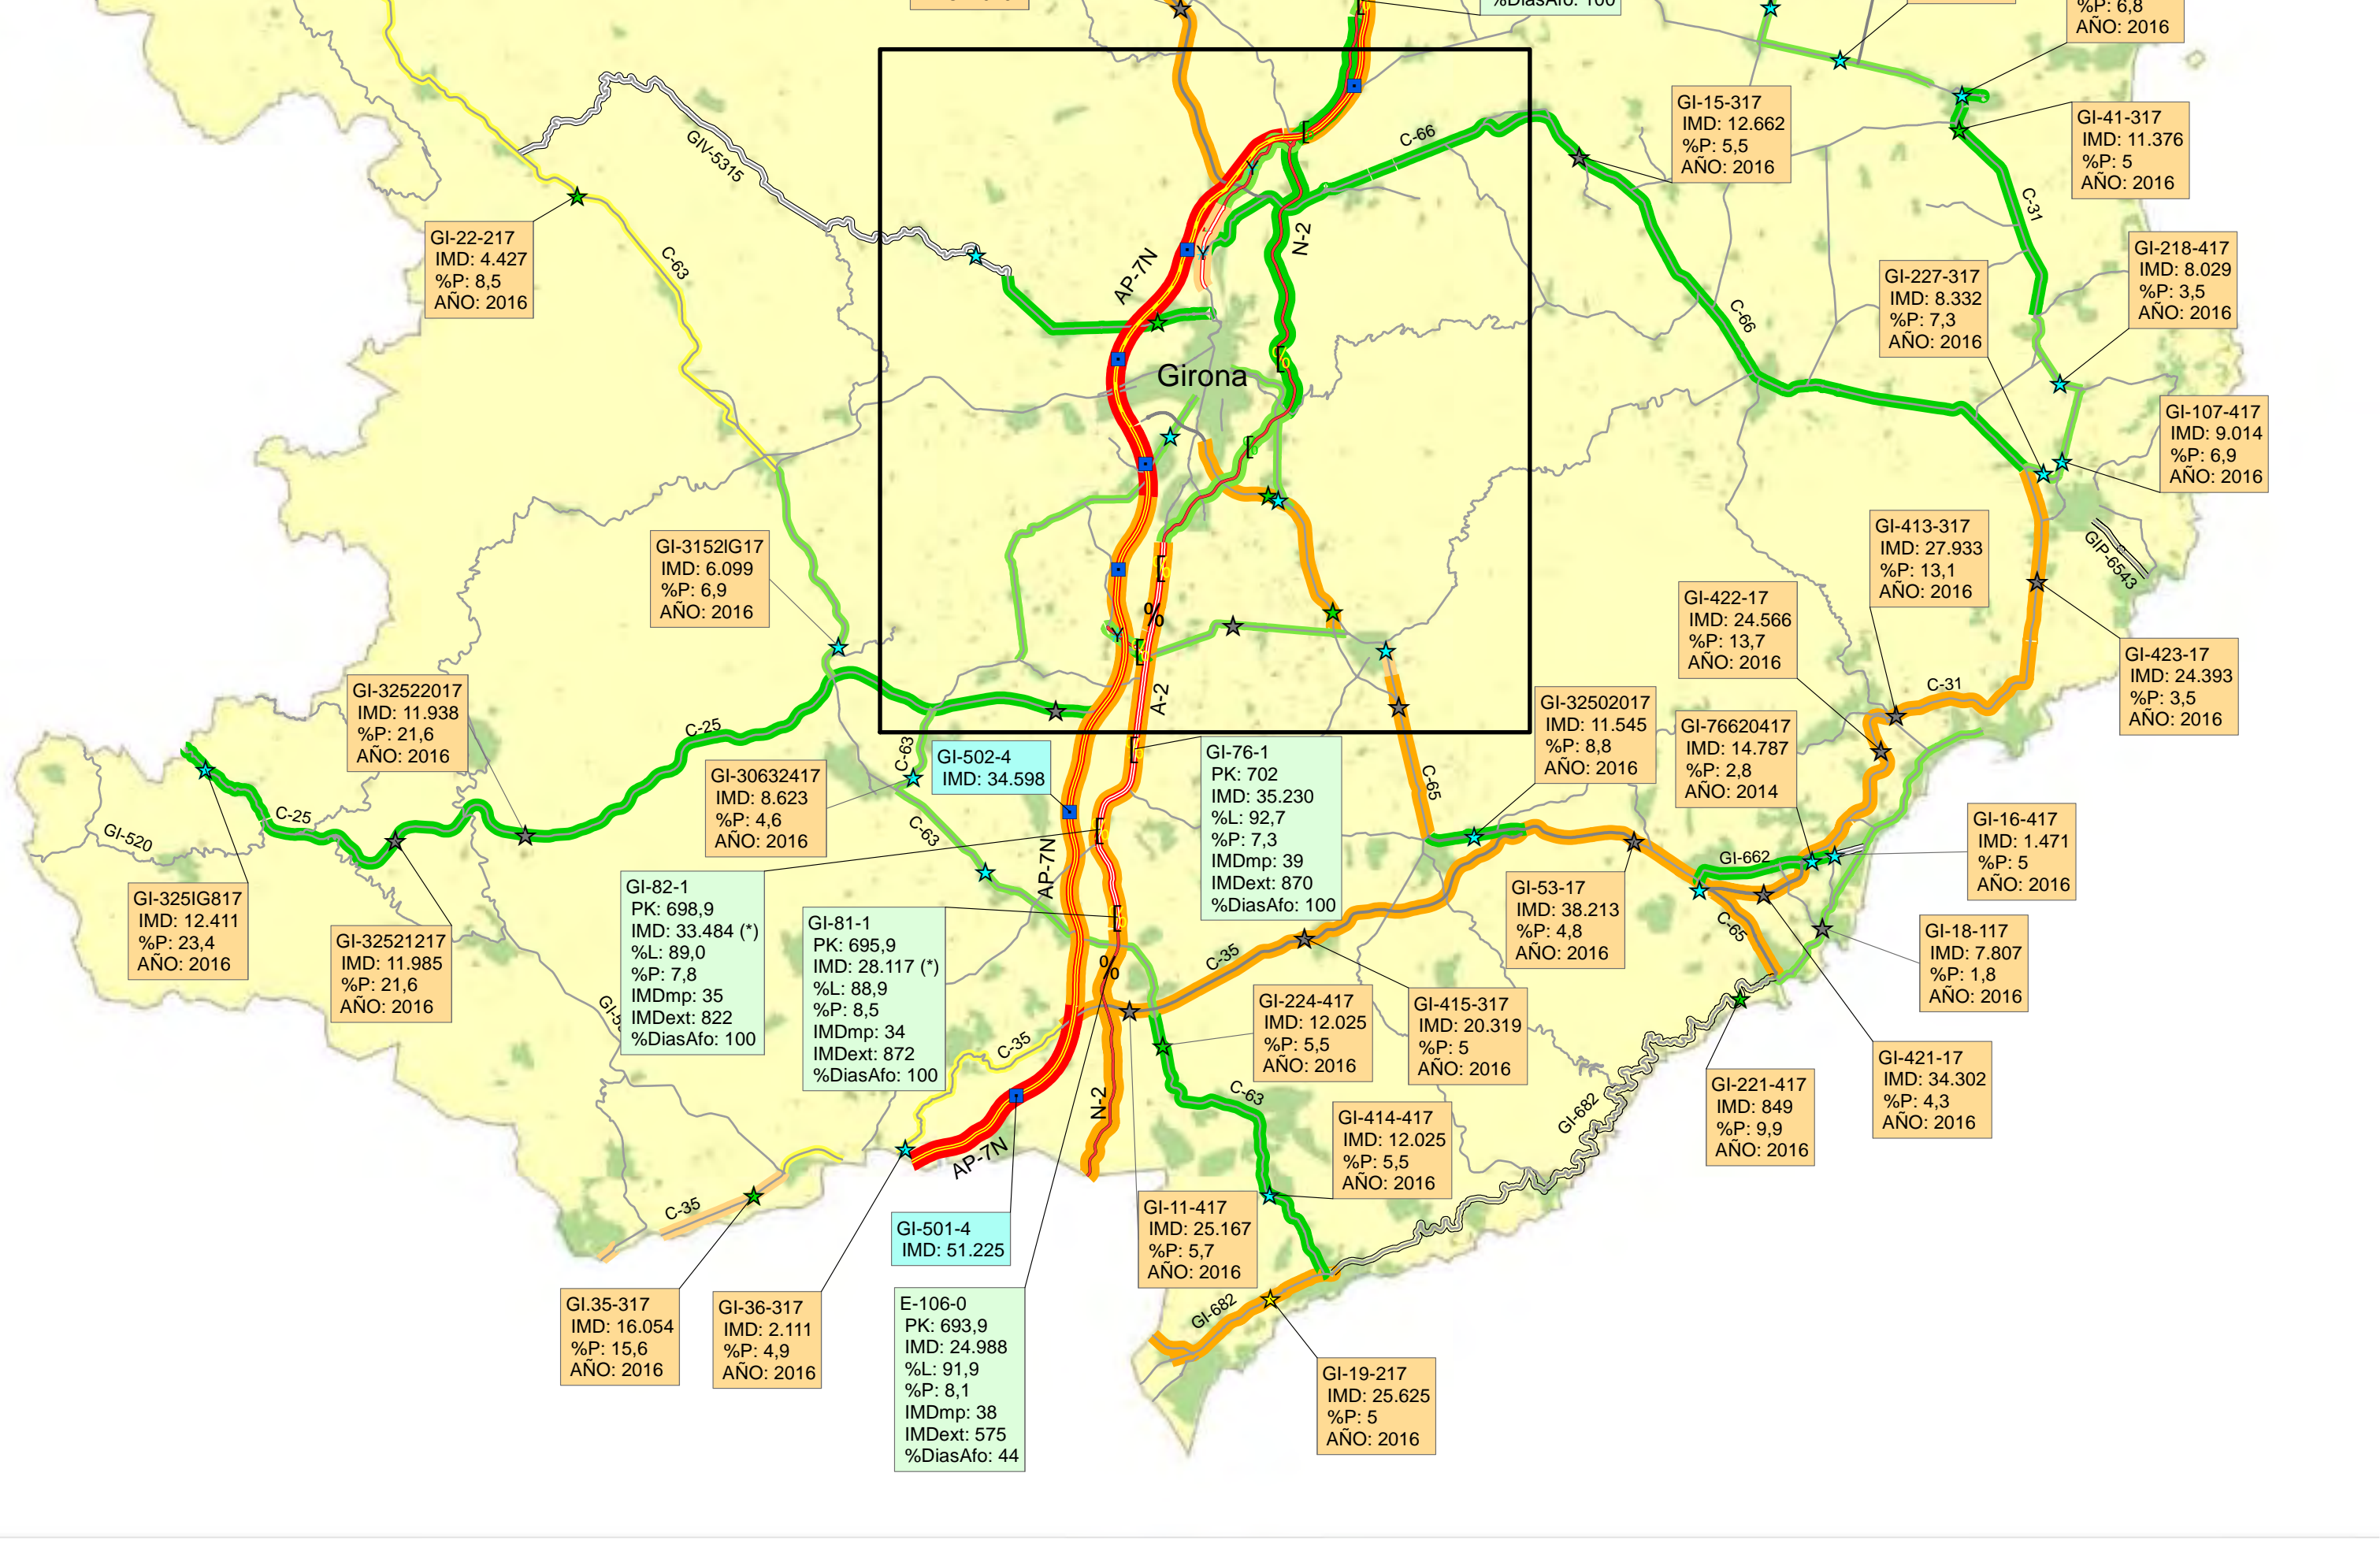 %DiasAfo: 100
%P: 6,8
AÑO: 2016
GI-15-317
IMD: 12.662
%P: 5,5
AÑO: 2016
GI-41-317
IMD: 11.376
%P: 5
AÑO: 2016
C-66
GIV-5315
C-31
GI-22-217
IMD: 4.427
%P: 8,5
AÑO: 2016
C-63
AP-7N
N-2
Y
Y
GI-218-417
IMD: 8.029
%P: 3,5
AÑO: 2016
GI-227-317
IMD: 8.332
%P: 7,3
AÑO: 2016
C-66
Girona
GI-107-417
IMD: 9.014
%P: 6,9
AÑO: 2016
GI-3152IG17
IMD: 6.099
%P: 6,9
AÑO: 2016
GI-413-317
IMD: 27.933
%P: 13,1
AÑO: 2016
GIP-6543
GI-422-17
IMD: 24.566
%P: 13,7
AÑO: 2016
%
Y
A-2
GI-423-17
IMD: 24.393
%P: 3,5
AÑO: 2016
C-31
GI-32522017
IMD: 11.938
%P: 21,6
AÑO: 2016
C-25
GI-32502017
IMD: 11.545
%P: 8,8
AÑO: 2016
GI-76620417
IMD: 14.787
%P: 2,8
AÑO: 2014
C-63
GI-502-4
IMD: 34.598
GI-76-1
PK: 702
IMD: 35.230
%L: 92,7
%P: 7,3
IMDmp: 39
IMDext: 870
%DiasAfo: 100
GI-30632417
IMD: 8.623
%P: 4,6
AÑO: 2016
C-65
C-25
GI-520
C-63
AP-7N
GI-16-417
IMD: 1.471
%P: 5
AÑO: 2016
GI-662
GI-325IG817
IMD: 12.411
%P: 23,4
AÑO: 2016
GI-82-1
PK: 698,9
IMD: 33.484 (*)
%L: 89,0
%P: 7,8
IMDmp: 35
IMDext: 822
%DiasAfo: 100
GI-53-17
IMD: 38.213
%P: 4,8
AÑO: 2016
C-65
GI-81-1
PK: 695,9
IMD: 28.117 (*)
%L: 88,9
%P: 8,5
IMDmp: 34
IMDext: 872
%DiasAfo: 100
GI-18-117
IMD: 7.807
%P: 1,8
AÑO: 2016
GI-32521217
IMD: 11.985
%P: 21,6
AÑO: 2016
%
C-35
GI-224-417
IMD: 12.025
%P: 5,5
AÑO: 2016
GI-415-317
IMD: 20.319
%P: 5
AÑO: 2016
C-35
GI-421-17
IMD: 34.302
%P: 4,3
AÑO: 2016
GI-221-417
IMD: 849
%P: 9,9
AÑO: 2016
N-2
C-63
GI-682
GI-414-417
IMD: 12.025
%P: 5,5
AÑO: 2016
AP-7N
C-35
GI-11-417
IMD: 25.167
%P: 5,7
AÑO: 2016
GI-501-4
IMD: 51.225
GI.35-317
IMD: 16.054
%P: 15,6
AÑO: 2016
GI-36-317
IMD: 2.111
%P: 4,9
AÑO: 2016
E-106-0
PK: 693,9
IMD: 24.988
%L: 91,9
%P: 8,1
IMDmp: 38
IMDext: 575
%DiasAfo: 44
GI-682
GI-19-217
IMD: 25.625
%P: 5
AÑO: 2016